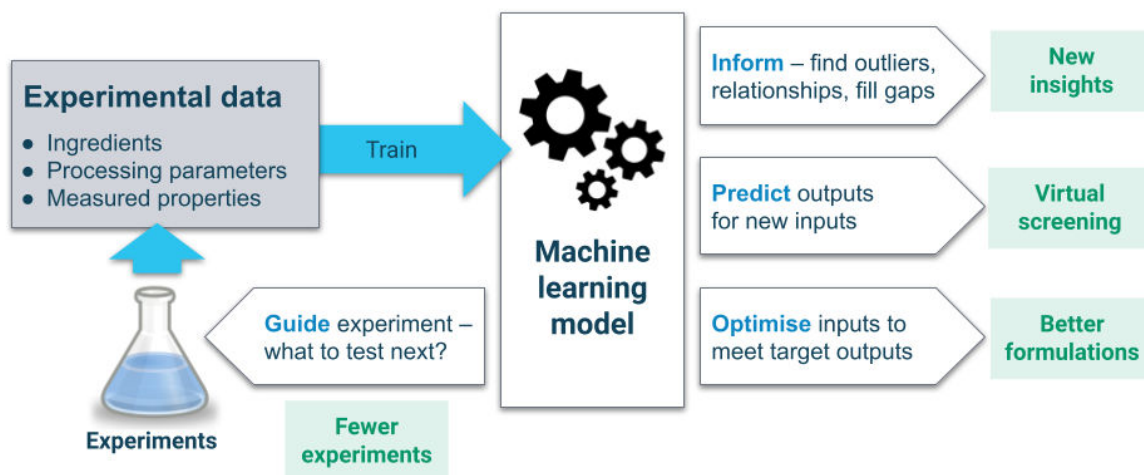 Experimental data
● Ingredients
● Processing parameters
● Measured properties
Train
Machine
learning
model
Inform – find outliers,
relationships, fill gaps
New
insights
Predict outputs
for new inputs
Virtual
screening
Optimise inputs to
meet target outputs
Better
formulations
Guide experiment –
what to test next?
Fewer
experiments
Experiments